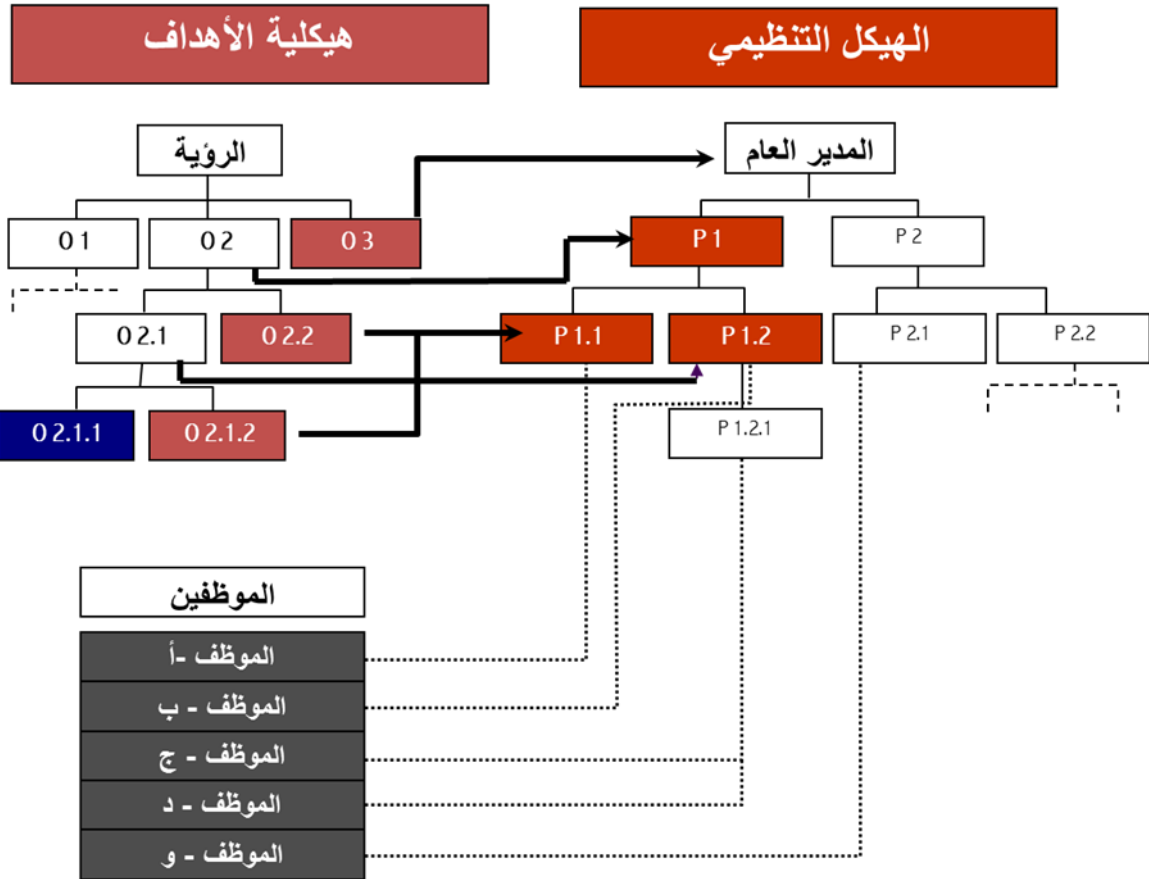 الهيكل التنظيمي
هيكلية الأهداف
المدير العام
الرؤية
O 1
O 2
O 3
P 1
P 2
O 2.1
O 2.2
P 1.1
P 1.2
P 2.1
P 2.2
O 2.1.1
O 2.1.2
P 1.2.1
الموظفين
الموظف -أ
الموظف - ب
الموظف - ج
الموظف - د
الموظف - و